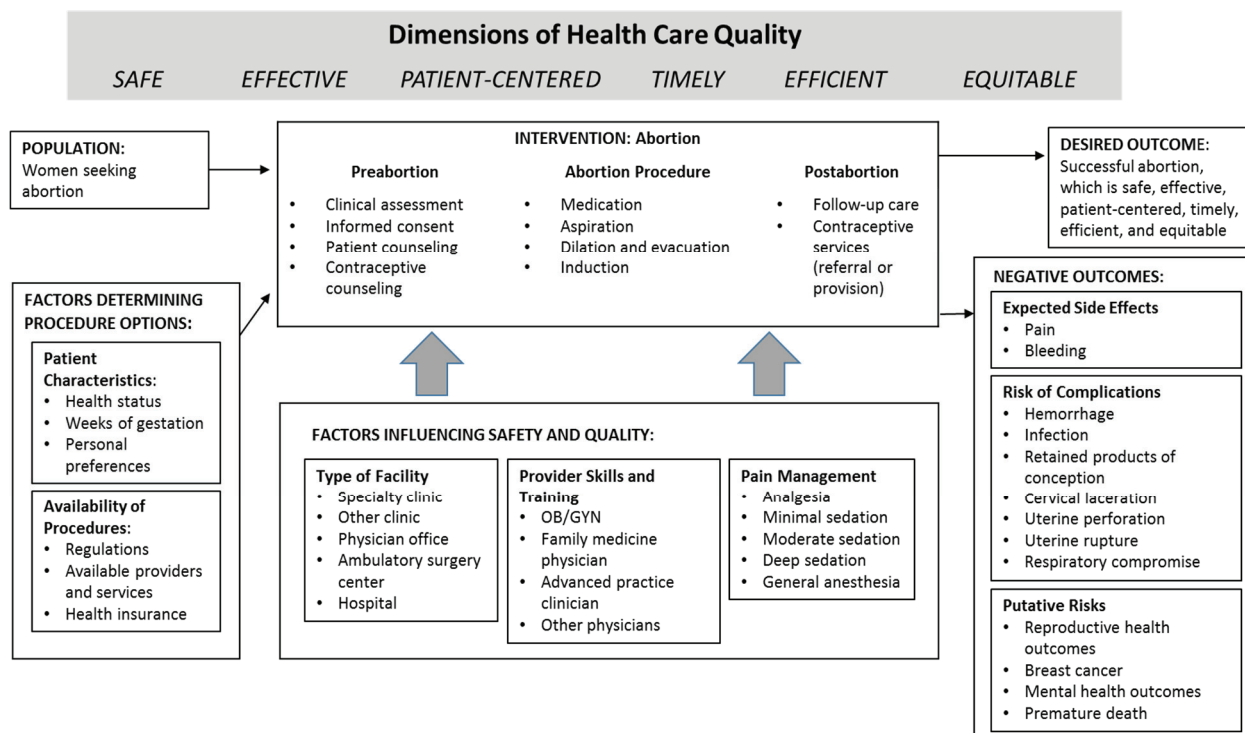 Dimensions of Health Care Quality
SAFE EFFECTIVE PATIENT-CENTERED TIMELY EFFICIENT EQUITABLE
POPULATION:
Women seeking
abortion
FACTORS DETERMINING
PROCEDURE OPTIONS:
Patient
Characteristics:
• Health status
• Weeks of gestation
• Personal
preferences
Availability of
Procedures:
• Regulations
• Available providers
and services
• Health insurance
INTERVENTION: Abortion
Preabortion
• Clinical assessment
• Informed consent
• Patient counseling
• Contraceptive
counseling
Abortion Procedure
• Medication
• Aspiration
• Dilation and evacuation
• Induction
Postabortion
• Follow-up care
• Contraceptive
services
(referral or
provision)
FACTORS INFLUENCING SAFETY AND QUALITY:
Type of Facility
• Specialty clinic
• Other clinic
• Physician office
• Ambulatory surgery
center
• Hospital
Provider Skills and
Training
• OB/GYN
• Family medicine
physician
• Advanced practice
clinician
• Other physicians
Pain Management
• Analgesia
• Minimal sedation
• Moderate sedation
• Deep sedation
• General anesthesia
DESIRED OUTCOME:
Successful abortion,
which is safe, effective,
patient-centered, timely,
efficient, and equitable
NEGATIVE OUTCOMES:
Expected Side Effects
• Pain
• Bleeding
Risk of Complications
• Hemorrhage
• Infection
• Retained products of
conception
• Cervical laceration
• Uterine perforation
• Uterine rupture
• Respiratory compromise
Putative Risks
• Reproductive health
outcomes
• Breast cancer
• Mental health outcomes
• Premature death